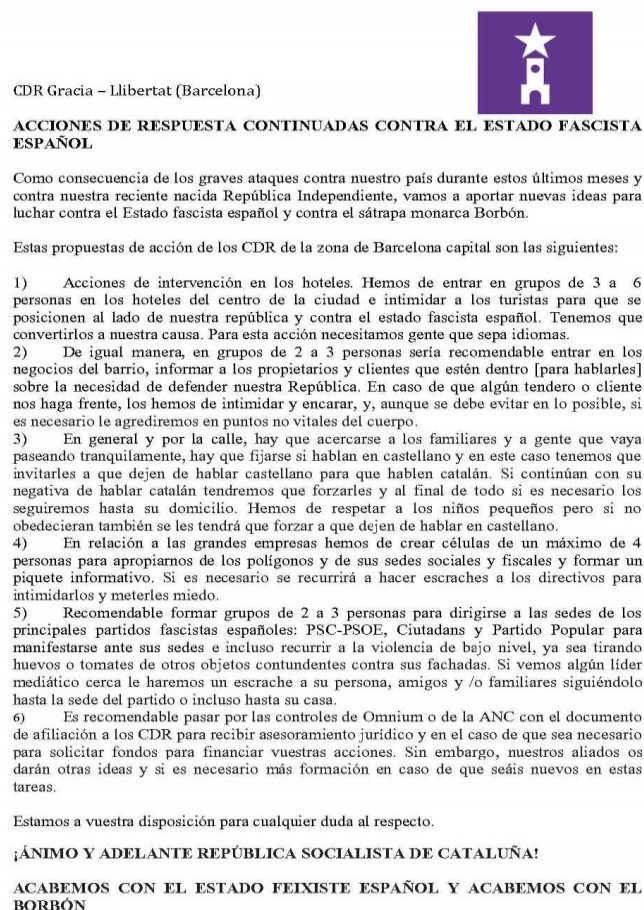 CDR Gracia – Llibertat (Barcelona)
ACCIONES DE RESPUESTA CONTINUADAS CONTRA EL ESTADO FASCISTA
ESPAÑOL
Como consecuencia de los graves ataques contra nuestro país durante estos últimos meses y
contra nuestra reciente nacida República Independiente, vamos a aportar nuevas ideas para
luchar contra el Estado fascista español y contra el sátrapa monarca Borbón.
Estas propuestas de acción de los CDR de la zona de Barcelona capital son las siguientes:
1) Acciones de intervención en los hoteles. Hemos de entrar en grupos de 3 a 6
personas en los hoteles del centro de la ciudad e intimidar a los turistas para que se
posicionen al lado de nuestra república y contra el estado fascista español. Tenemos que
convertirlos a nuestra causa. Para esta acción necesitamos gente que sepa idiomas.
2) De igual manera, en grupos de 2 a 3 personas sería recomendable entrar en los
negocios del barrio, informar a los propietarios y clientes que estén dentro [para hablarles]
sobre la necesidad de defender nuestra República. En caso de que algún tendero o cliente
nos haga frente, los hemos de intimidar y encarar, y, aunque se debe evitar en lo posible, si
es necesario le agrediremos en puntos no vitales del cuerpo.
3) En general y por la calle, hay que acercarse a los familiares y a gente que vaya
paseando tranquilamente, hay que fijarse si hablan en castellano y en este caso tenemos que
invitarles a que dejen de hablar castellano para que hablen catalán. Si continúan con su
negativa de hablar catalán tendremos que forzarles y al final de todo si es necesario los
seguiremos hasta su domicilio. Hemos de respetar a los niños pequeños pero si no
obedecieran también se les tendrá que forzar a que dejen de hablar en castellano.
4) En relación a las grandes empresas hemos de crear células de un máximo de 4
personas para apropiarnos de los polígonos y de sus sedes sociales y fiscales y formar un
piquete informativo. Si es necesario se recurrirá a hacer escraches a los directivos para
intimidarlos y meterles miedo.
5) Recomendable formar grupos de 2 a 3 personas para dirigirse a las sedes de los
principales partidos fascistas españoles: PSC-PSOE, Ciutadans y Partido Popular para
manifestarse ante sus sedes e incluso recurrir a la violencia de bajo nivel, ya sea tirando
huevos o tomates de otros objetos contundentes contra sus fachadas. Si vemos algún líder
mediático cerca le haremos un escrache a su persona, amigos y /o familiares siguiéndolo
hasta la sede del partido o incluso hasta su casa.
6) Es recomendable pasar por las controles de Omnium o de la ANC con el documento
de afiliación a los CDR para recibir asesoramiento jurídico y en el caso de que sea necesario
para solicitar fondos para financiar vuestras acciones. Sin embargo, nuestros aliados os
darán otras ideas y si es necesario más formación en caso de que seáis nuevos en estas
tareas.
Estamos a vuestra disposición para cualquier duda al respecto.
¡ÁNIMO Y ADELANTE REPÚBLICA SOCIALISTA DE CATALUÑA!
ACABEMOS CON EL ESTADO FEIXISTE ESPAÑOL Y ACABEMOS CON EL
BORBÓN